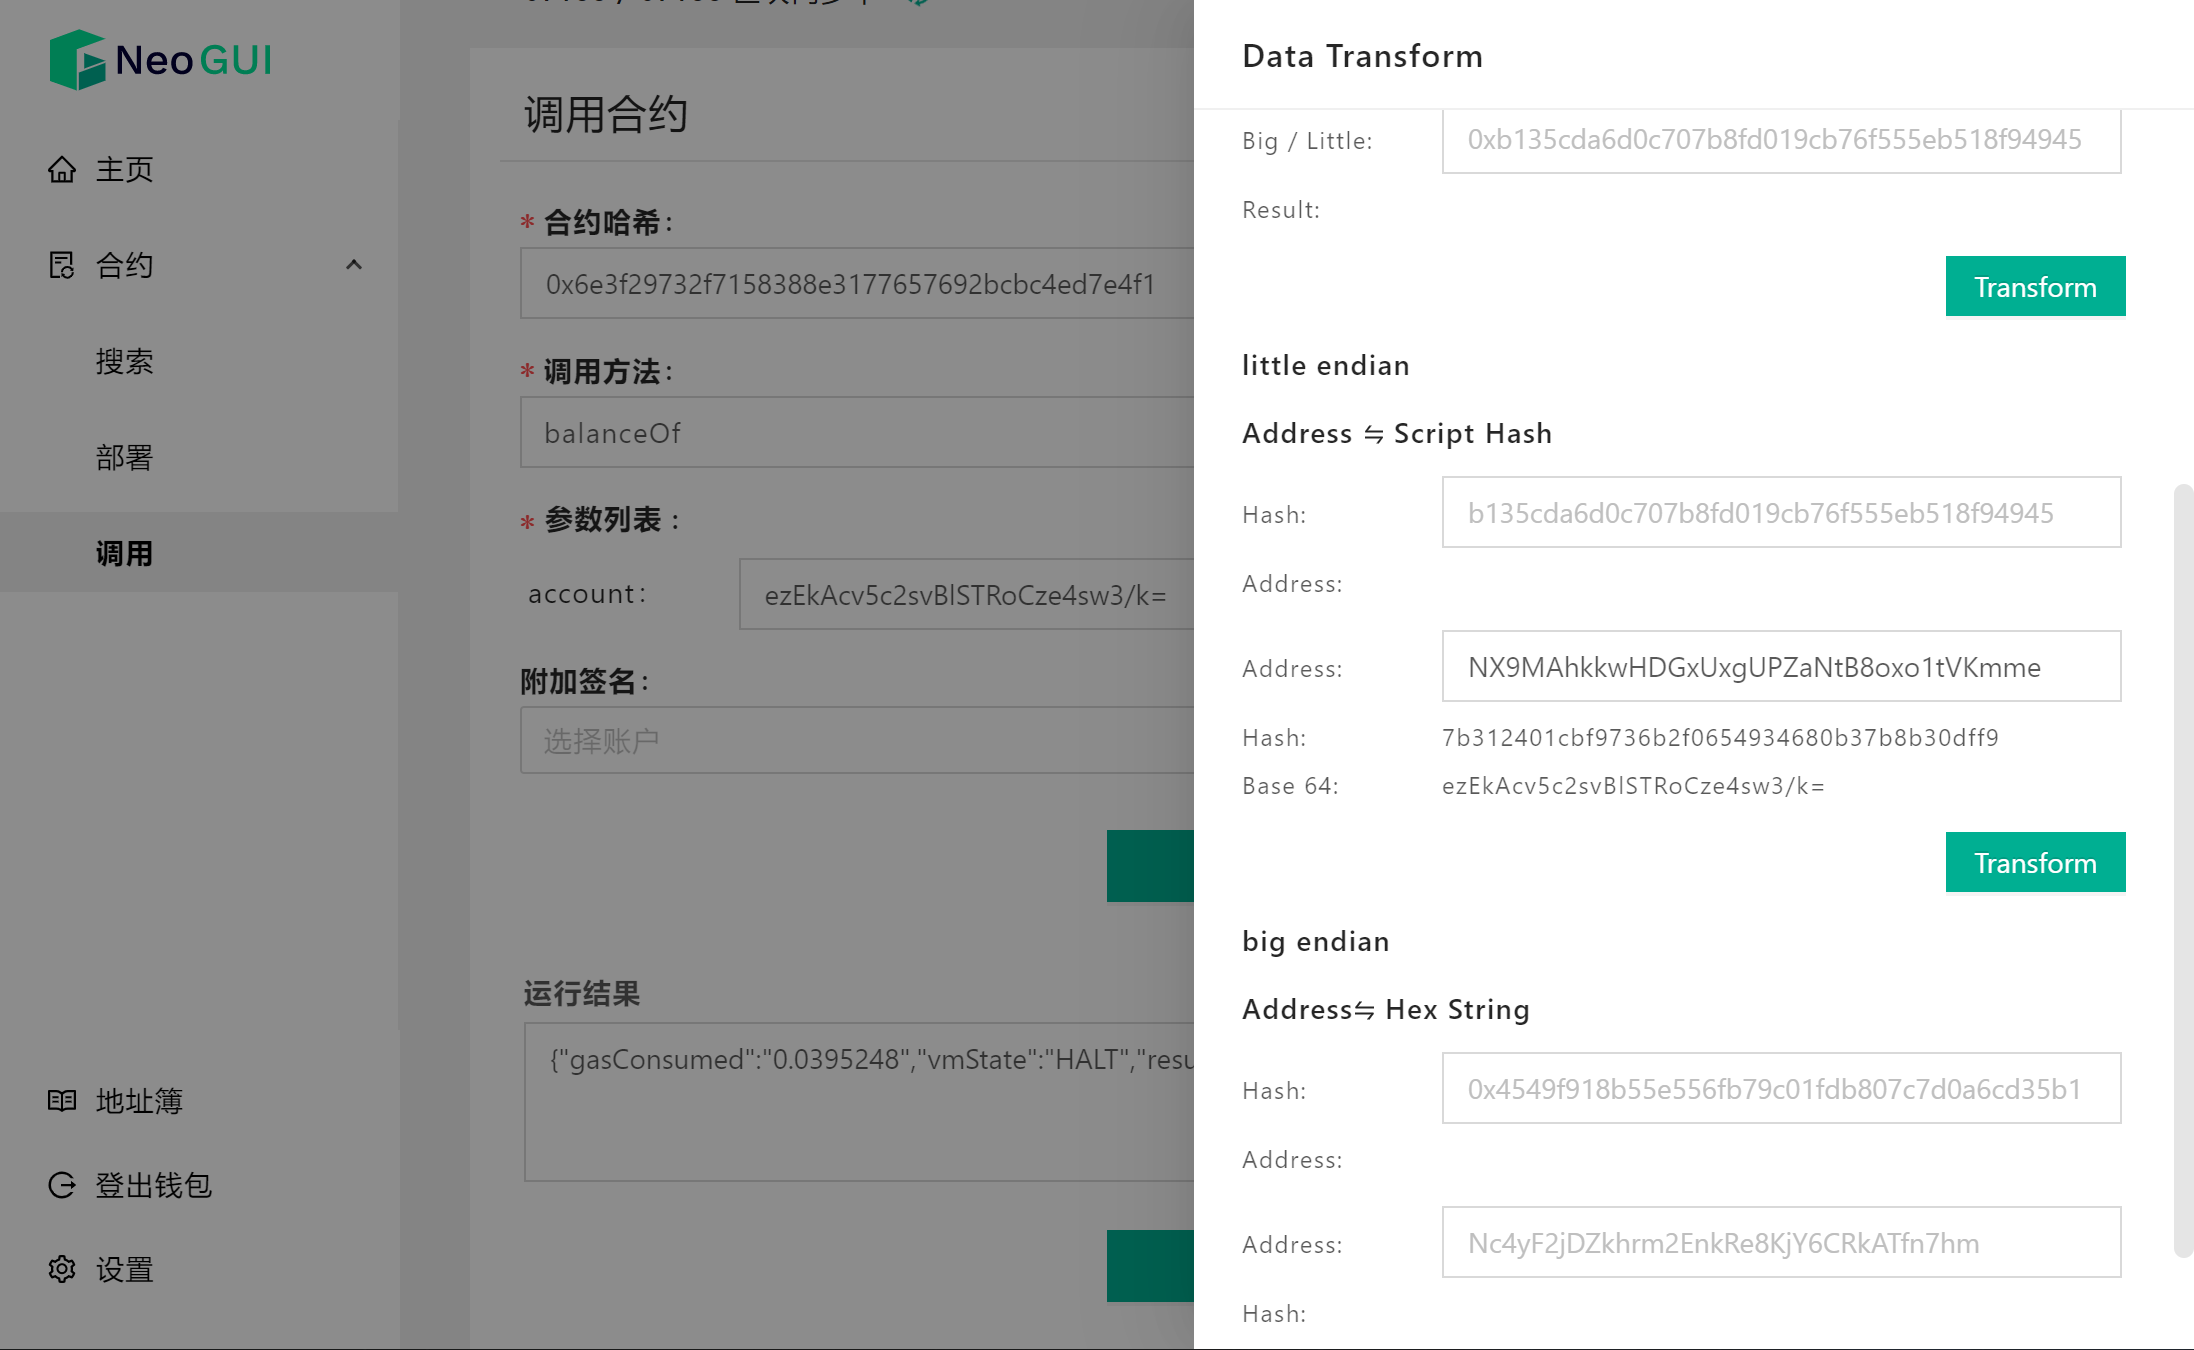 Neo GUI
主页
合约
搜索
部署
调用
地址簿
登出钱包
设置
调用合约
* 合约哈希:
0x6e3f29732f7158388e3177657692bcbc4ed7e4f1
* 调用方法:
balanceOf
* 参数列表 :
account:
ezEkAcv5c2svBlSTRoCze4sw3/k=
附加签名:
选择账户
运行结果
{"gasConsumed":"0.0395248","vmState":"HALT","resu
Data Transform
Big / Little:
0xb135cda6d0c707b8fd019cb76f555eb518f94945
Result:
Transform
little endian
Address ⇋ Script Hash
Hash:
b135cda6d0c707b8fd019cb76f555eb518f94945
Address:
Address:
NX9MAhkkwHDGxUxgUPZaNtB8oxo1tVKmme
Hash:
7b312401cbf9736b2f0654934680b37b8b30dff9
Base 64:
ezEkAcv5c2svBlSTRoCze4sw3/k=
Transform
big endian
Address⇋ Hex String
Hash:
0x4549f918b55e556fb79c01fdb807c7d0a6cd35b1
Address:
Address:
Nc4yF2jDZkhrm2EnkRe8KjY6CRkATfn7hm
Hash: